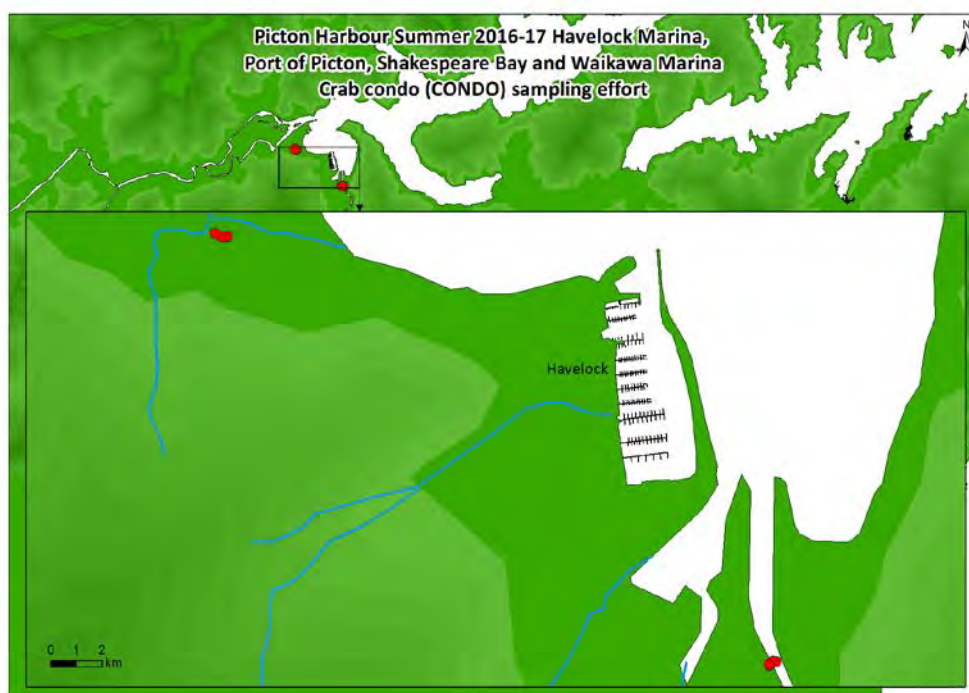 Picton Harbour Summer 2016-17 Havelock Marina,
Port of Picton, Shakespeare Bay and Waikawa Marina
Crab condo (CONDO) sampling effort
N
Havelock
0 1 2
km